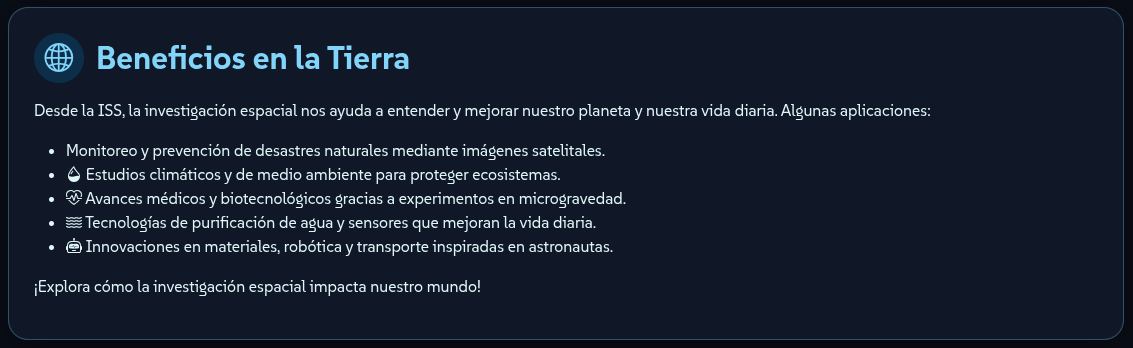 Beneficios en la Tierra
Desde la ISS, la investigación espacial nos ayuda a entender y mejorar nuestro planeta y nuestra vida diaria. Algunas aplicaciones:
Monitoreo y prevención de desastres naturales mediante imágenes satelitales.
Estudios climáticos y de medio ambiente para proteger ecosistemas.
Avances médicos y biotecnológicos gracias a experimentos en microgravedad.
Tecnologías de purificación de agua y sensores que mejoran la vida diaria.
Innovaciones en materiales, robótica y transporte inspiradas en astronautas.
¡Explora cómo la investigación espacial impacta nuestro mundo!